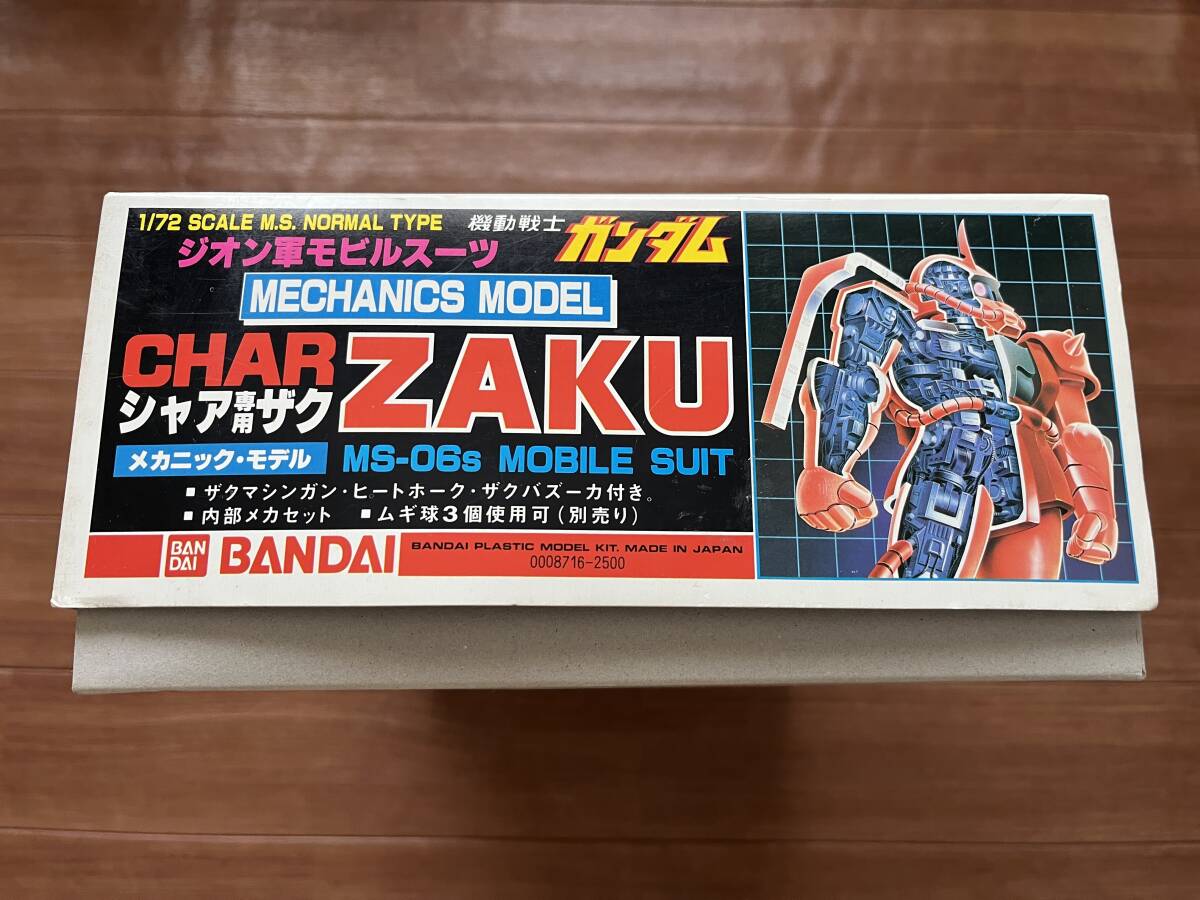 1/72 SCALE M.S. NORMAL TYPE
機動戦士 ガンダム
ジオン軍モビルスーツ
MECHANICS MODEL
CHAR
シャア専用ザク
ZAKU
メカニック・モデル
MS-06s MOBILE SUIT
■ ザクマシンガン・ヒートホーク・ザクバズーカ付き。
■ 内部メカセット ■ ムギ球3個使用可(別売り)
BAN
DAI
BANDAI
BANDAI PLASTIC MODEL KIT. MADE IN JAPAN
0008716-2500